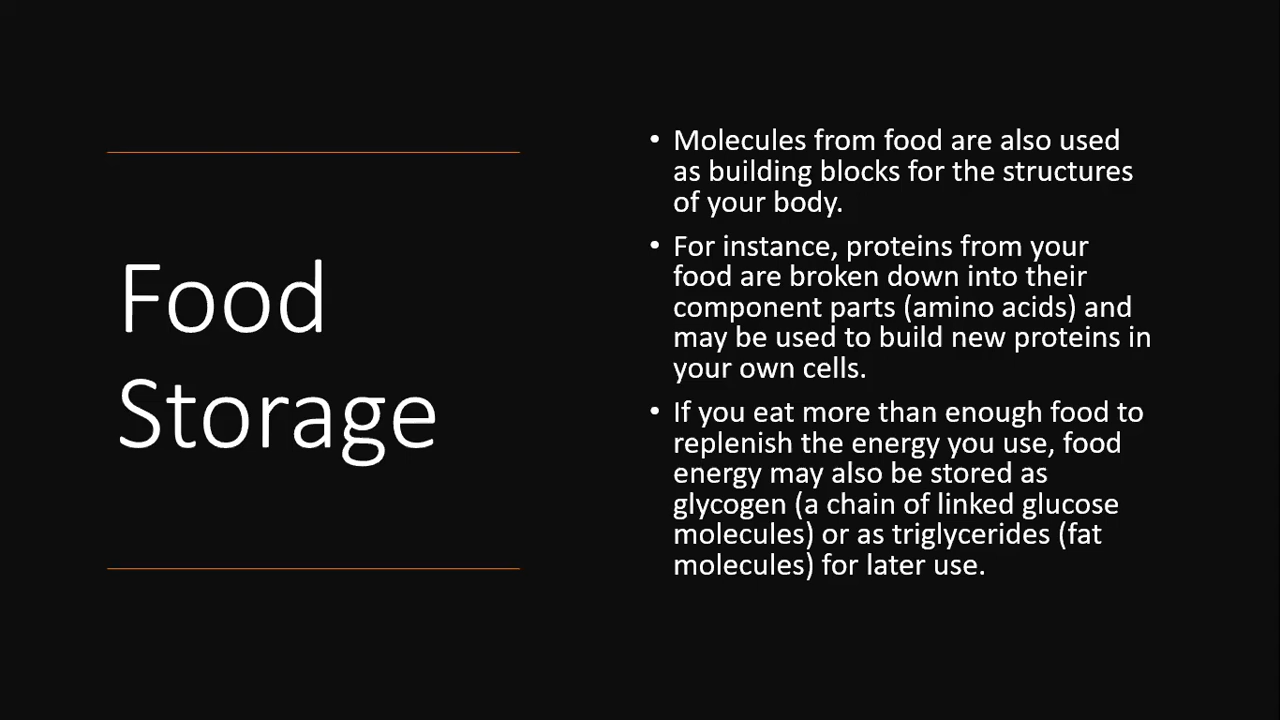 Food
Storage
• Molecules from food are also used
as building blocks for the structures
of your body.
• For instance, proteins from your
food are broken down into their
component parts (amino acids) and
may be used to build new proteins in
your own cells.
• If you eat more than enough food to
replenish the energy you use, food
energy may also be stored as
glycogen (a chain of linked glucose
molecules) or as triglycerides (fat
molecules) for later use.